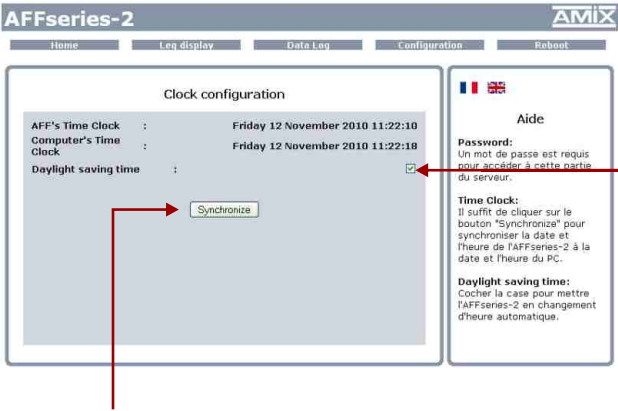 AFFseries-2
AMIX
Home Leq display Data Log Configuration Reboot
Clock configuration
AFF's Time Clock : Friday 12 November 2010 11:22:10
Computer's Time
Clock : Friday 12 November 2010 11:22:18
Daylight saving time :
Synchronize
Aide
Password:
Un mot de passe est requis
pour accéder à cette partie
du serveur.
Time Clock:
Il suffit de cliquer sur le
bouton "Synchronize" pour
synchroniser la date et
l'heure de l'AFFseries-2 à la
date et l'heure du PC.
Daylight saving time:
Cocher la case pour mettre
l'AFFseries-2 en changement
d'heure automatique.